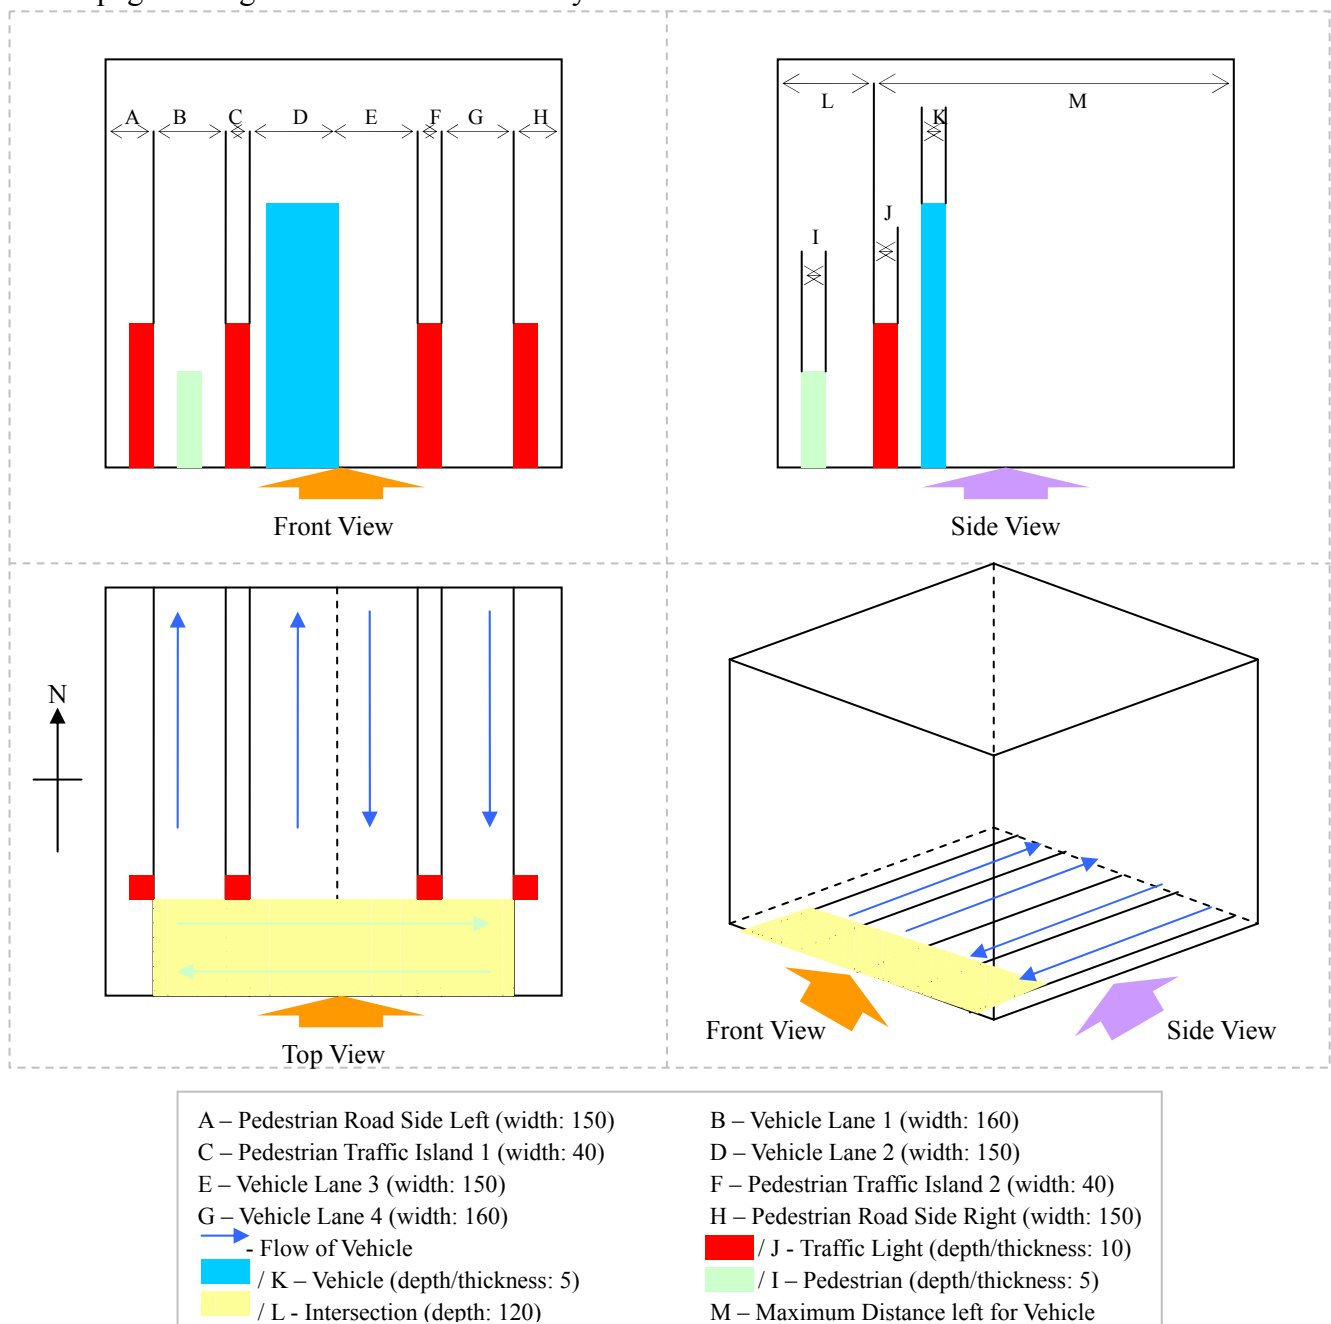 A B C D E F G H
L M
K
J
I
Front View
Side View
N
Top View
Front View
Side View
A – Pedestrian Road Side Left (width: 150)
B – Vehicle Lane 1 (width: 160)
C – Pedestrian Traffic Island 1 (width: 40)
D – Vehicle Lane 2 (width: 150)
E – Vehicle Lane 3 (width: 150)
F – Pedestrian Traffic Island 2 (width: 40)
G – Vehicle Lane 4 (width: 160)
H – Pedestrian Road Side Right (width: 150)
- Flow of Vehicle
/ J - Traffic Light (depth/thickness: 10)
/ K – Vehicle (depth/thickness: 5)
/ I – Pedestrian (depth/thickness: 5)
/ L - Intersection (depth: 120)
M – Maximum Distance left for Vehicle